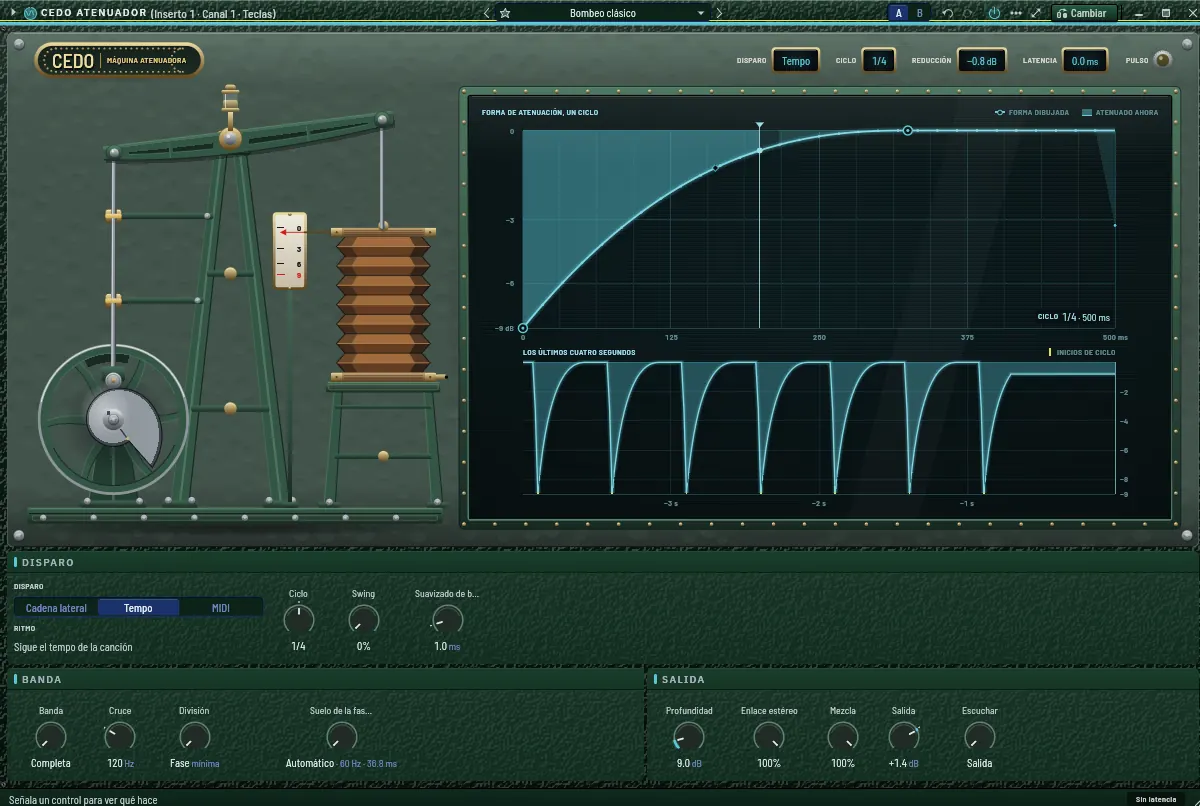 CEDO ATENUADOR (Inserto 1 · Canal 1 · Teclas)
Bombeo clásico
A B
Cambiar
CEDO MÁQUINA ATENUADORA
DISPARO Tempo CICLO 1/4 REDUCCIÓN −0.8 dB LATENCIA 0.0 ms PULSO
FORMA DE ATENUACIÓN, UN CICLO
FORMA DIBUJADA ATENUADO AHORA
0
−3
−6
−9 dB
CICLO 1/4 · 500 ms
0 125 250 375 500 ms
LOS ÚLTIMOS CUATRO SEGUNDOS
INICIOS DE CICLO
−2
−4
−6
−8
−9
−3 s −2 s −1 s
0
3
6
9
DISPARO
DISPARO
Cadena lateral Tempo MIDI
RITMO
Sigue el tempo de la canción
Ciclo Swing Suavizado de b...
1/4 0% 1.0 ms
BANDA
Banda Cruce División Suelo de la fas...
Completa 120 Hz Fase mínima Automático · 60 Hz · 36.8 ms
SALIDA
Profundidad Enlace estéreo Mezcla Salida Escuchar
9.0 dB 100% 100% +1.4 dB Salida
Señala un control para ver qué hace
Sin latencia